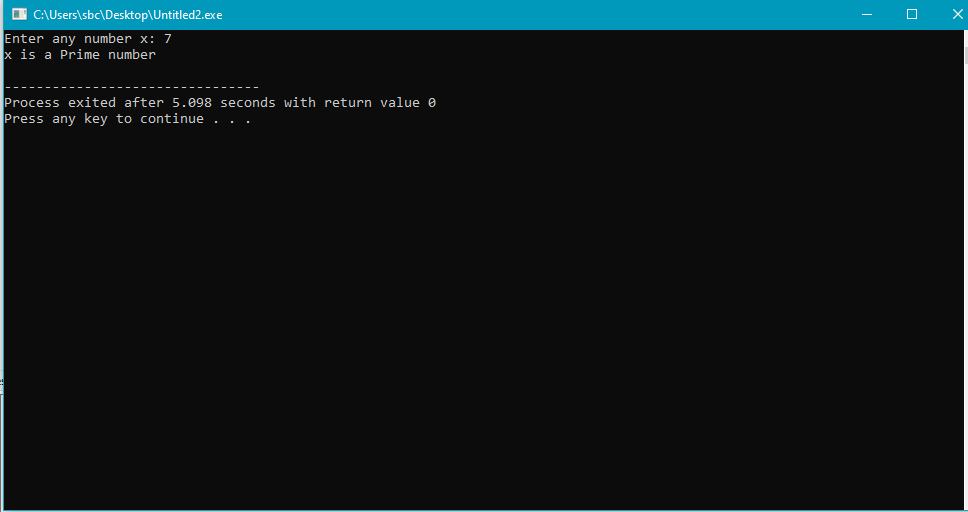 C:\Users\sbc\Desktop\Untitled2.exe
Enter any number x: 7
x is a Prime number
--------------------------------
Process exited after 5.098 seconds with return value 0
Press any key to continue . . .